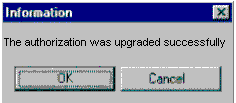 Information
The authorization was upgraded successfully
OK
Cancel